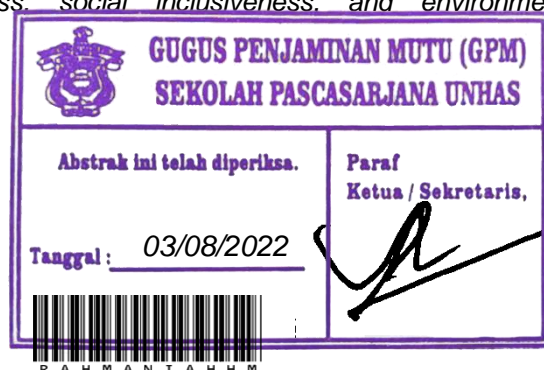 ss, social inclusiveness, and environme
GUGUS PENJAMINAN MUTU (GPM)
SEKOLAH PASCASARJANA UNHAS
Abstrak ini telah diperiksa.
Paraf
Ketua / Sekretaris,
Tanggal : 03/08/2022
R A H M A N I A H H M